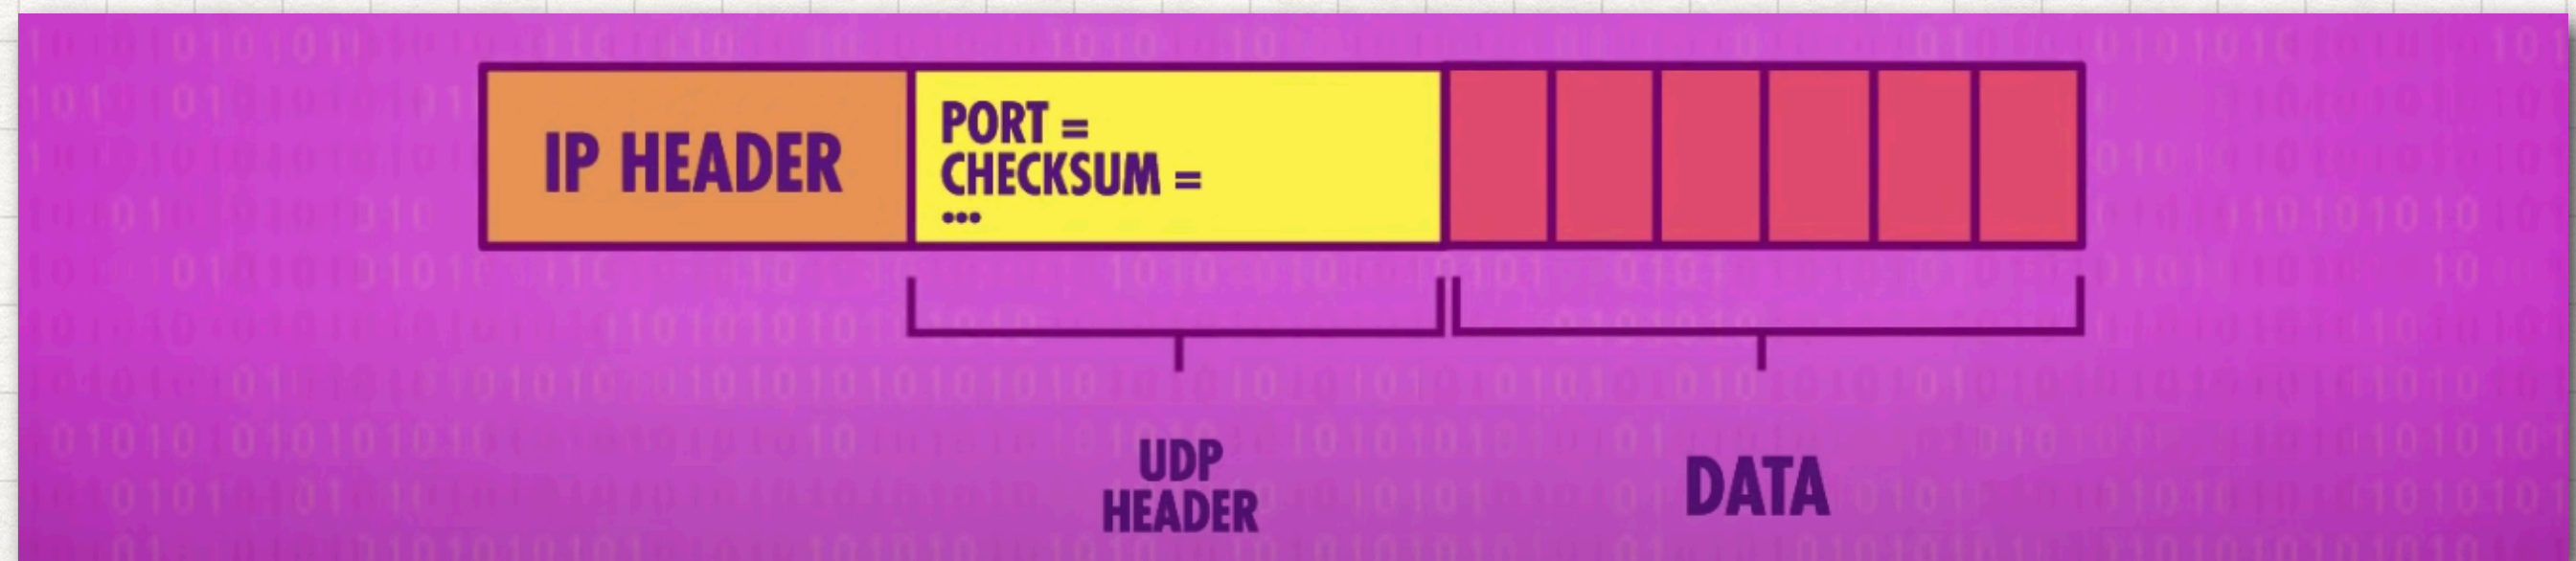 IP HEADER
PORT =
CHECKSUM =
•••
UDP
HEADER
DATA